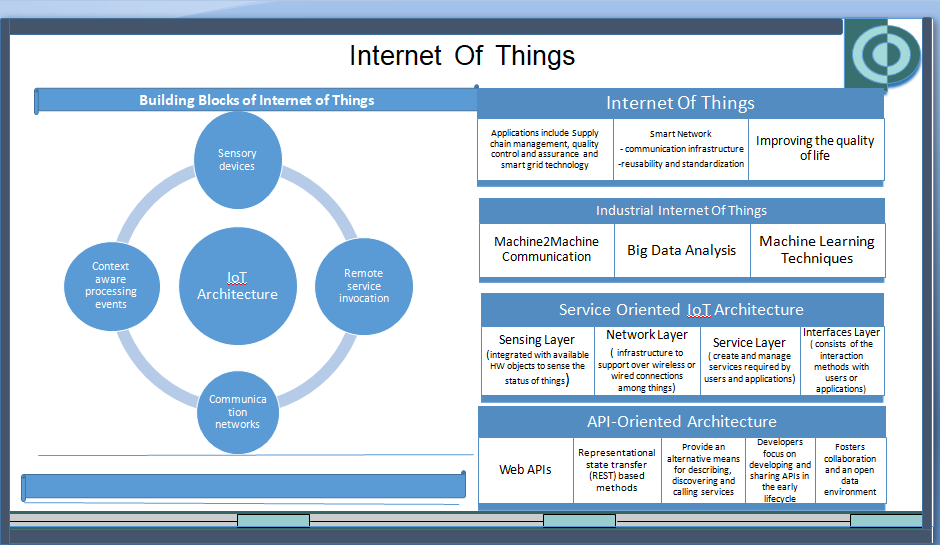 Internet Of Things
Building Blocks of Internet of Things
Sensory
devices
Remote
service
invocation
Communica
tion
networks
Context
aware
processing
events
IoT
Architecture
Internet Of Things
Applications include Supply
chain management, quality
control and assurance and
smart grid technology
Smart Network
- communication infrastructure
-reusability and standardization
Improving the quality
of life
Industrial Internet Of Things
Machine2Machine
Communication
Big Data Analysis
Machine Learning
Techniques
Service Oriented IoT Architecture
Sensing Layer
(integrated with available
HW objects to sense the
status of things)
Network Layer
( infrastructure to
support over wireless or
wired connections
among things)
Service Layer
( create and manage
services required by
users and applications)
Interfaces Layer
( consists of the
interaction
methods with
users or
applications)
API-Oriented Architecture
Web APIs
Representational
state transfer
(REST) based
methods
Provide an
alternative means
for describing,
discovering and
calling services
Developers
focus on
developing and
sharing APIs in
the early
lifecycle
Fosters
collaboration
and an open
data
environment